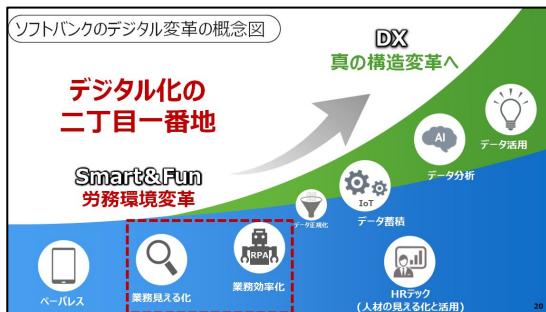 ソフトバンクのデジタル変革の概念図
DX
真の構造変革へ
デジタル化の
二丁目一番地
Smart&Fun
労務環境変革
AI
データ活用
データ分析
IoT
データ蓄積
データ正規化
RPA
業務効率化
業務見える化
ペーパレス
HRテック
(人材の見える化と活用)
20